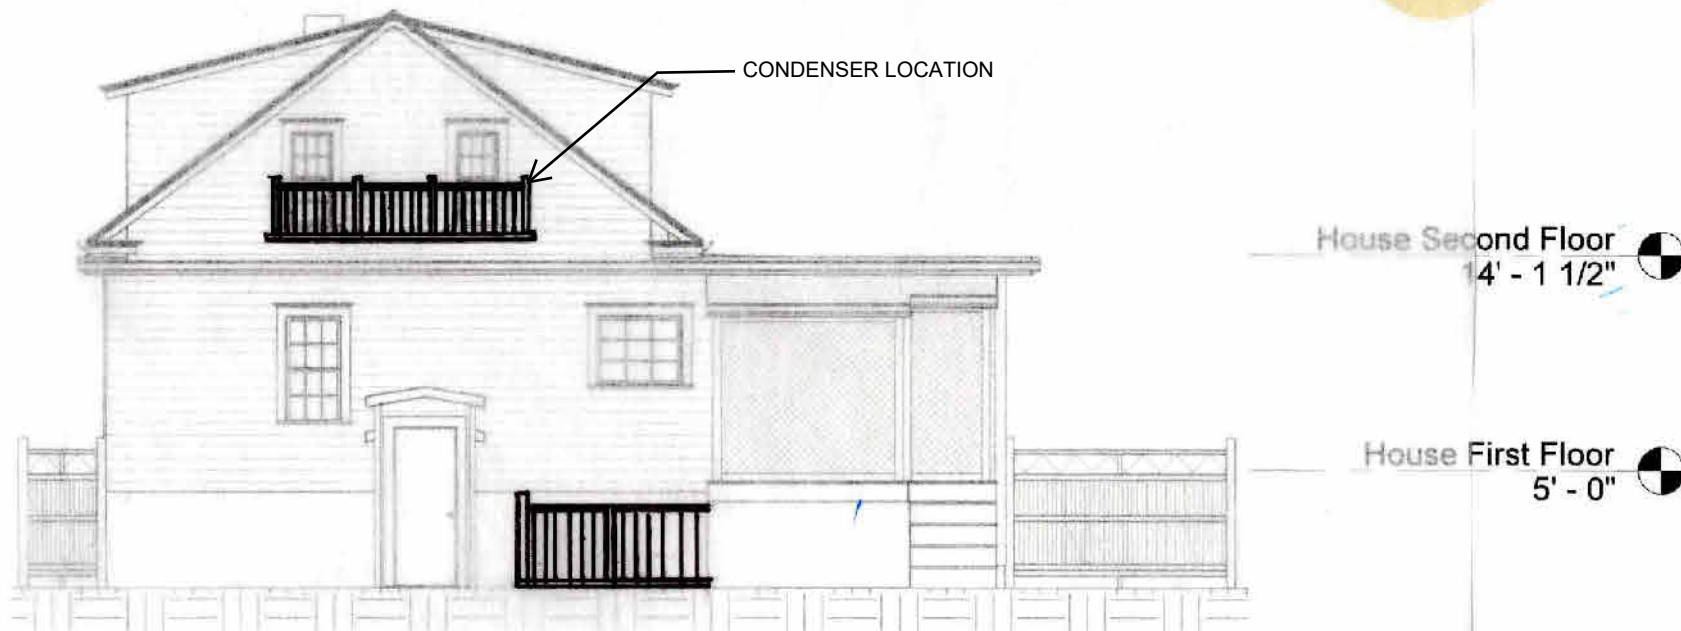 CONDENSER LOCATION
House Second Floor
14' - 1 1/2"
House First Floor
5' - 0"